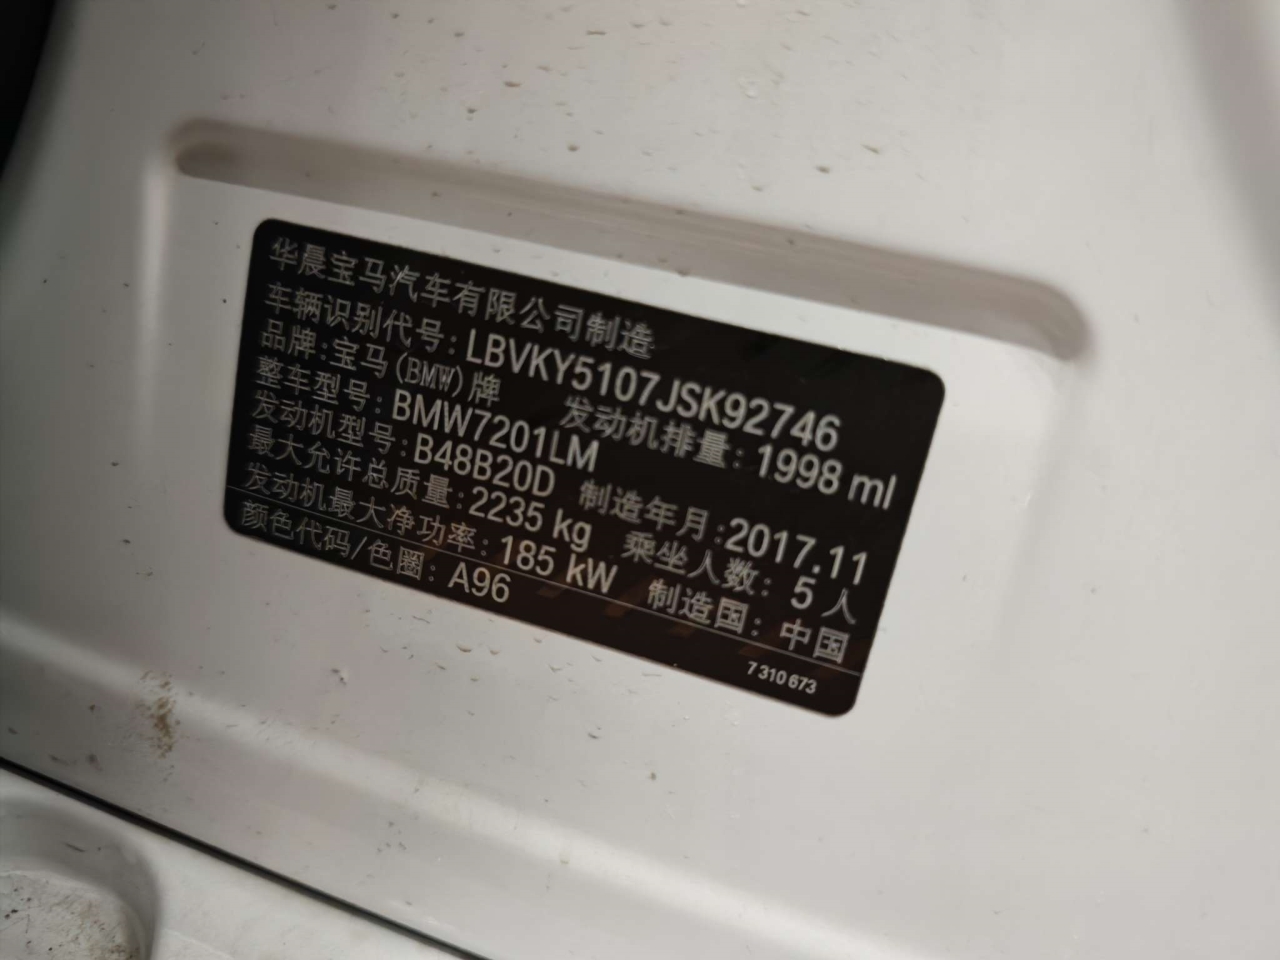 华晨宝马汽车有限公司制造
车辆识别代号: LBVKY5107JSK92746
品牌:宝马(BMW)牌 发动机排量: 1998 ml
整车型号: BMW7201LM
发动机型号: B48B20D 制造年月:2017.11
最大允许总质量: 2235 kg 乘坐人数: 5 人
发动机最大净功率: 185 kW 制造国: 中国
颜色代码/色圈: A96
7 310 673